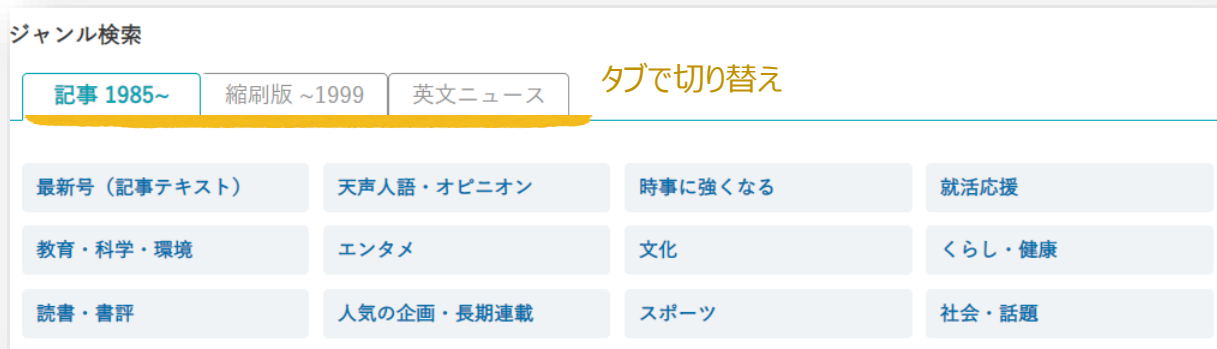 ジャンル検索
記事 1985~ 縮刷版 ~1999 英文ニュース タブで切り替え
最新号（記事テキスト） 天声人語・オピニオン 時事に強くなる 就活応援
教育・科学・環境 エンタメ 文化 くらし・健康
読書・書評 人気の企画・長期連載 スポーツ 社会・話題